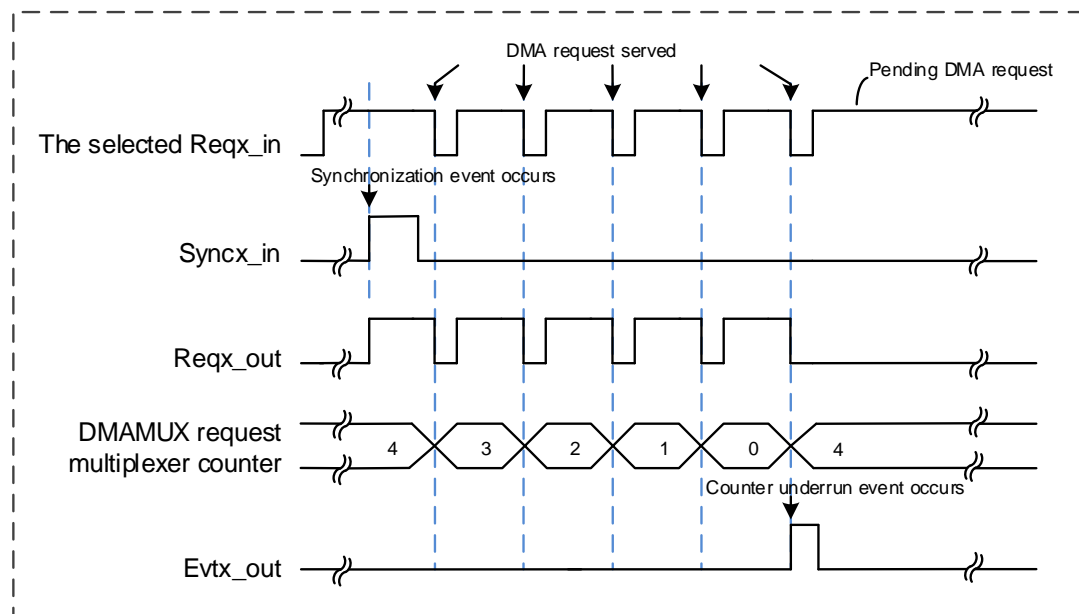 DMA request served
Pending DMA request
The selected Reqx_in
Synchronization event occurs
Syncx_in
Reqx_out
DMAMUX request
multiplexer counter
4 3 2 1 0 4
Counter underrun event occurs
Evtx_out